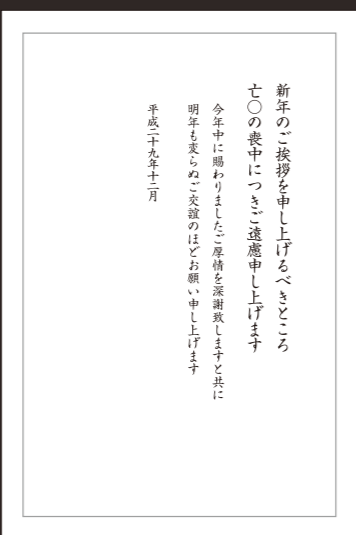 新年のご挨拶を申し上げるべきところ
亡〇の喪中につきご遠慮申し上げます
今年中に賜わりましたご厚情を深謝致しますと共に
明年も変らぬご交誼のほどお願い申し上げます
平成二十九年十二月